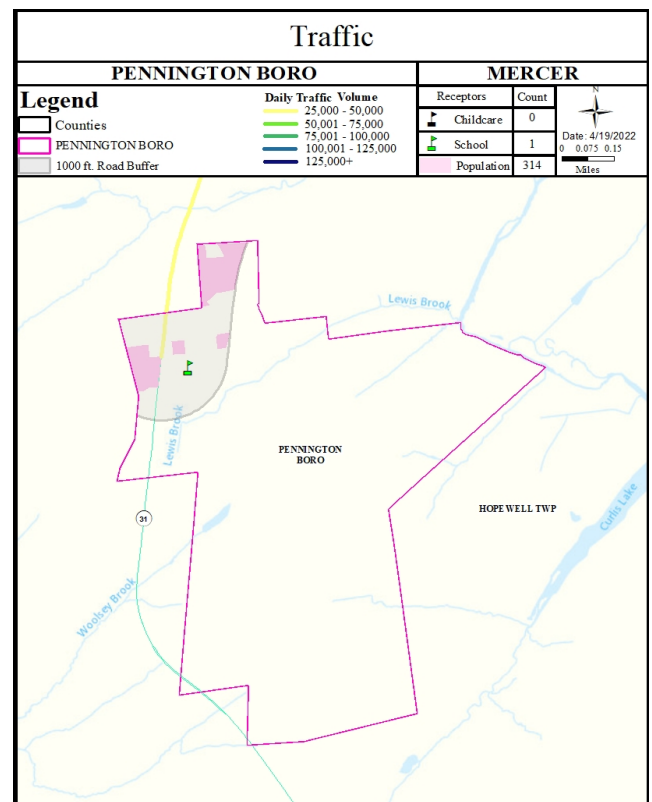 Traffic
PENNINGTON BORO
MERCER
Legend
Counties
PENNINGTON BORO
1000 ft. Road Buffer
Daily Traffic Volume
25,000 - 50,000
50,001 - 75,000
75,001 - 100,000
100,001 - 125,000
125,000+
Receptors Count
Childcare 0
School 1
Population 314
N
Date: 4/19/2022
0 0.075 0.15
Miles
Lewis Brook
Lewis Brook
PENNINGTON
BORO
HOPEWELL TWP
Curlis Lake
31
Woolsey Brook